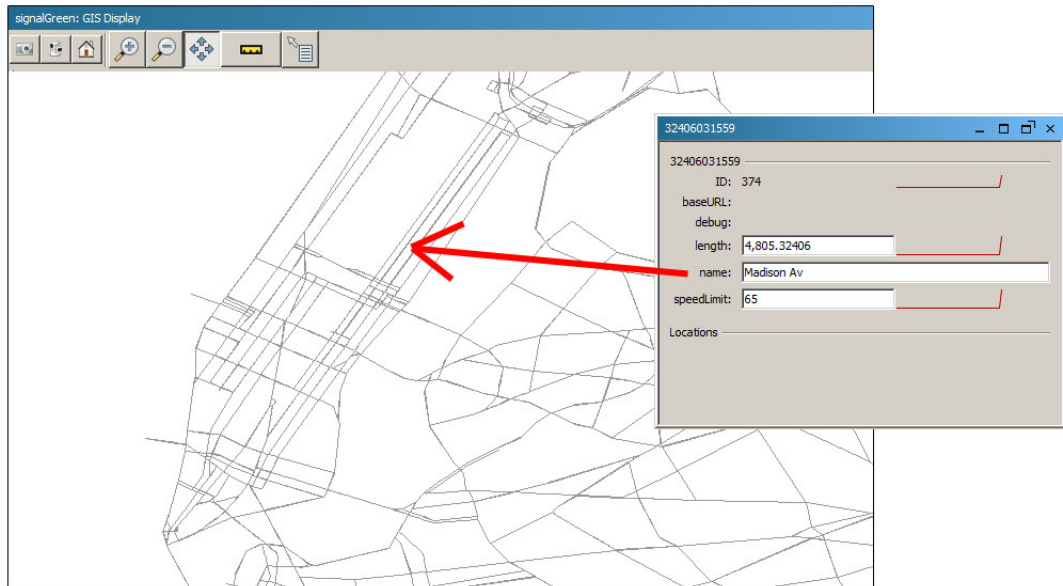 signalGreen: GIS Display
32406031559
32406031559
ID: 374
baseURL:
debug:
length: 4,805.32406
name: Madison Av
speedLimit: 65
Locations